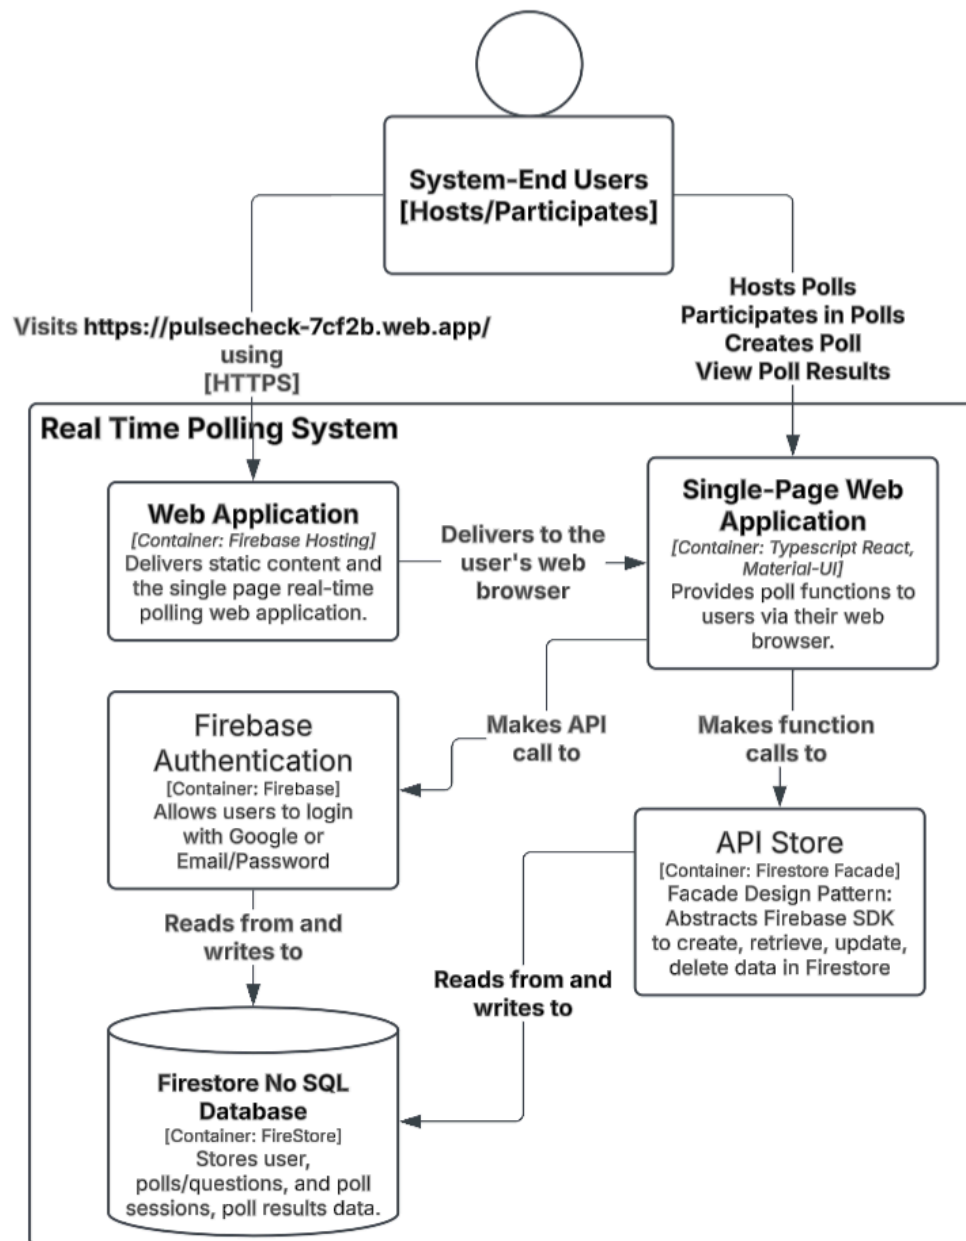 System-End Users
[Hosts/Participates]
Visits https://pulsecheck-7cf2b.web.app/
using
[HTTPS]
Hosts Polls
Participates in Polls
Creates Poll
View Poll Results
Real Time Polling System
Web Application
[Container: Firebase Hosting]
Delivers static content and
the single page real-time
polling web application.
Delivers to the
user's web
browser
Single-Page Web
Application
[Container: Typescript React,
Material-UI]
Provides poll functions to
users via their web
browser.
Firebase
Authentication
[Container: Firebase]
Allows users to login
with Google or
Email/Password
Makes API
call to
Makes function
calls to
API Store
[Container: Firestore Facade]
Facade Design Pattern:
Abstracts Firebase SDK
to create, retrieve, update,
delete data in Firestore
Reads from and
writes to
Reads from and
writes to
Firestore No SQL
Database
[Container: FireStore]
Stores user,
polls/questions, and poll
sessions, poll results data.